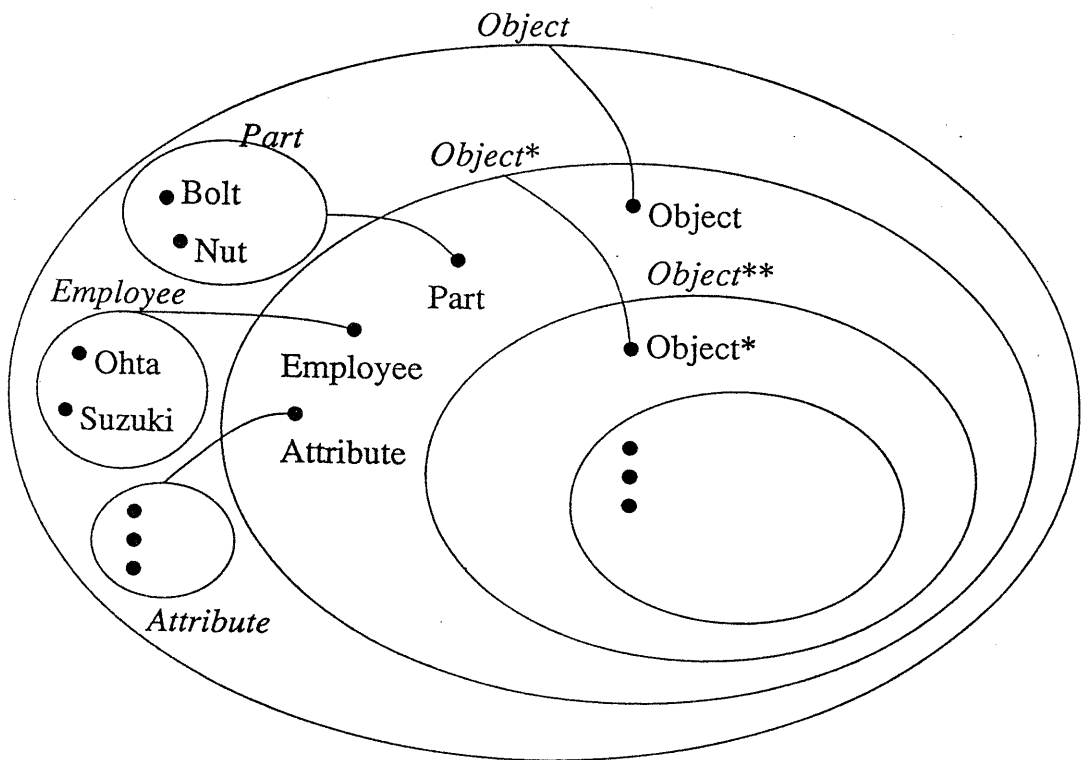 Object
Part
Object*
Bolt
Object
Nut
Object**
Employee
Part
Ohta
Object*
Employee
Suzuki
Attribute
Attribute